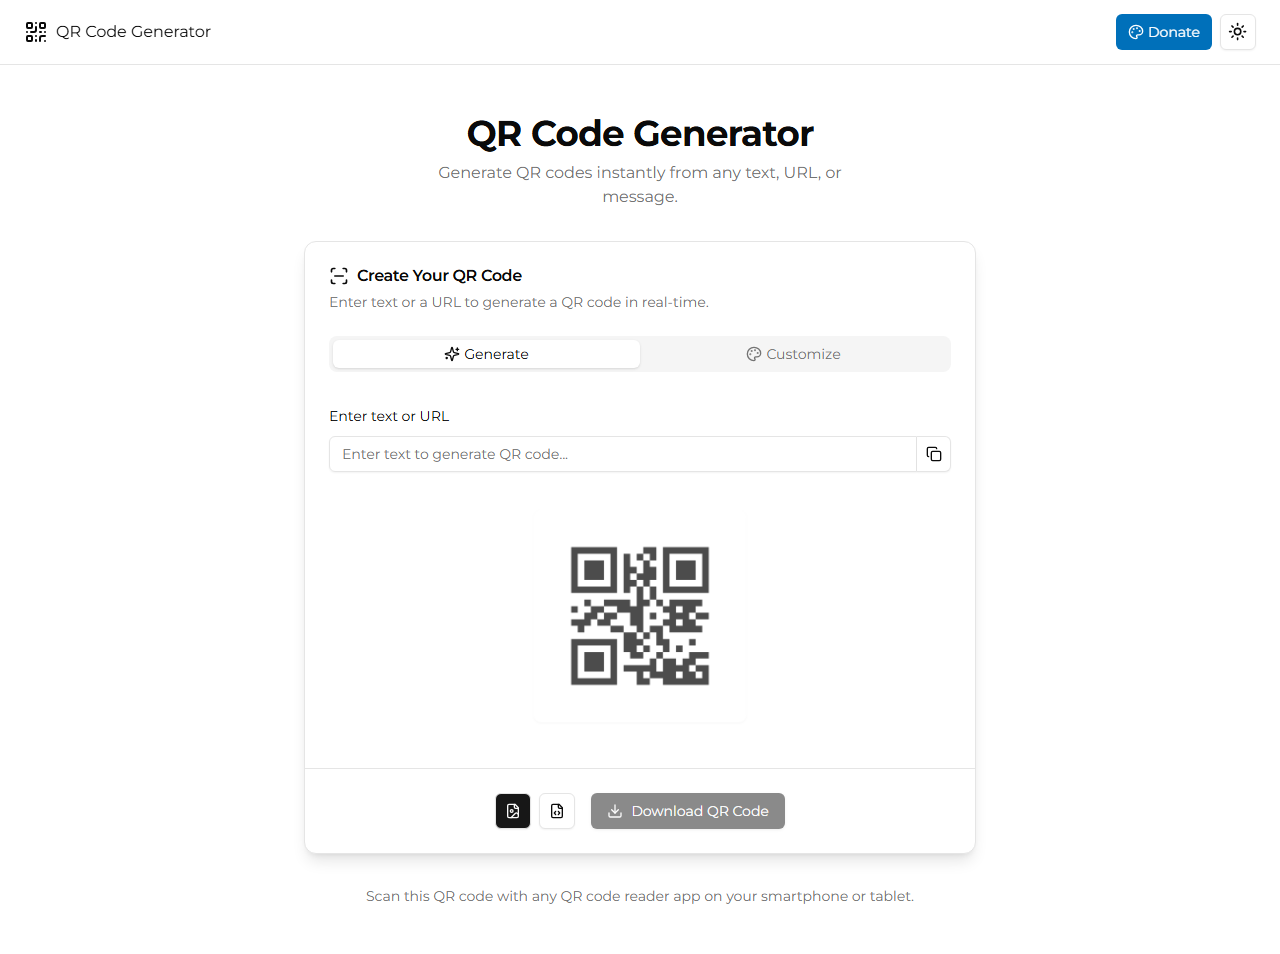 QR Code Generator
Donate
QR Code Generator
Generate QR codes instantly from any text, URL, or
message.
Create Your QR Code
Enter text or a URL to generate a QR code in real-time.
Generate
Customize
Enter text or URL
Enter text to generate QR code...
Download QR Code
Scan this QR code with any QR code reader app on your smartphone or tablet.